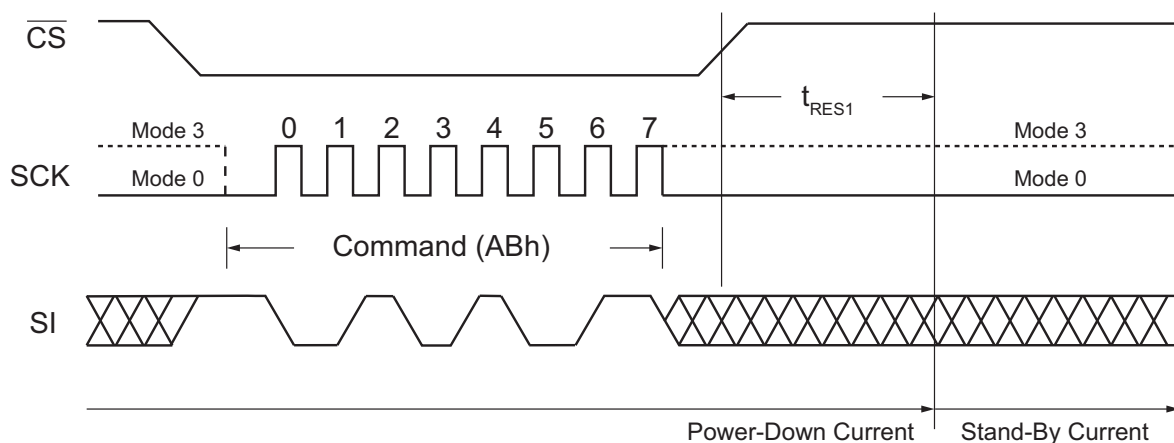 CS
t_RES1
Mode 3
0 1 2 3 4 5 6 7
Mode 3
SCK
Mode 0
Mode 0
Command (ABh)
SI
Power-Down Current
Stand-By Current